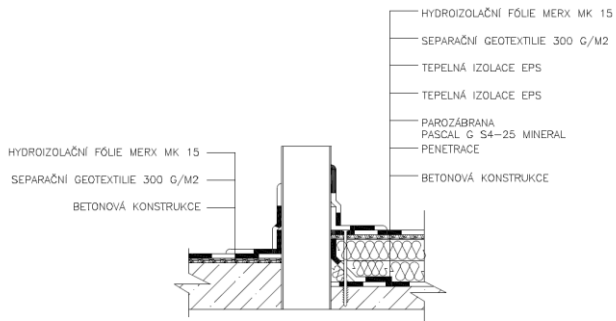 HYDROIZOLAČNÍ FÓLIE MERX MK 15
SEPARAČNÍ GEOTEXTILIE 300 G/M2
TEPELNÁ IZOLACE EPS
TEPELNÁ IZOLACE EPS
PAROZÁBRANA
PASCAL G S4-25 MINERAL
PENETRACE
BETONOVÁ KONSTRUKCE
HYDROIZOLAČNÍ FÓLIE MERX MK 15
SEPARAČNÍ GEOTEXTILIE 300 G/M2
BETONOVÁ KONSTRUKCE